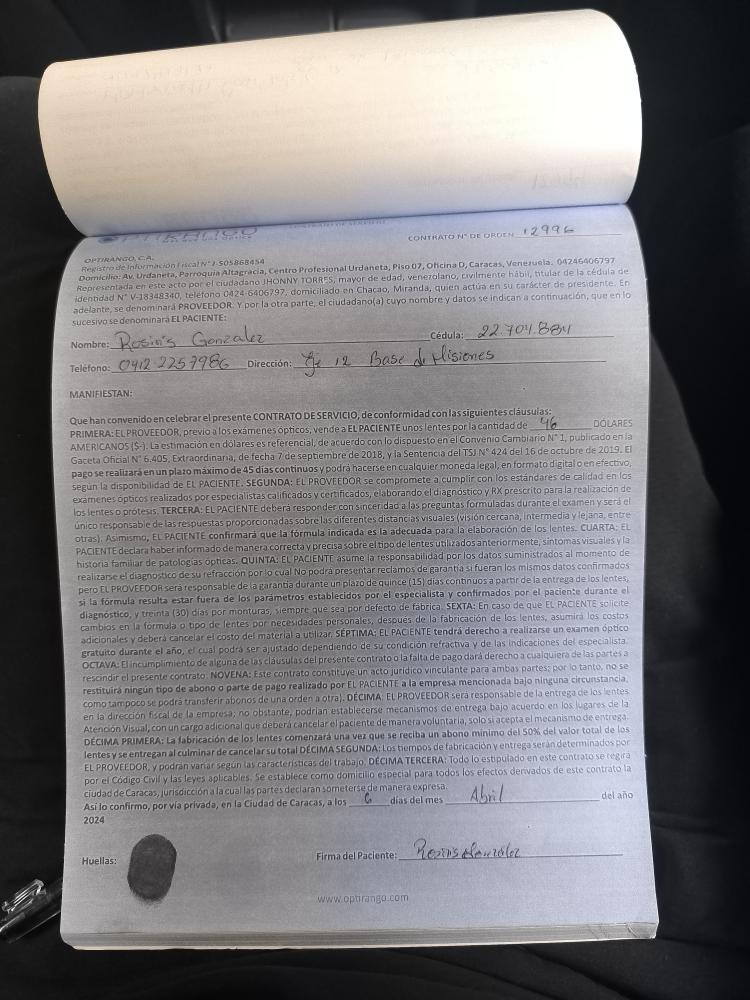 CONTRATO N° DE ORDEN 12996
OPTIRANGO, C.A.
Registro de Información Fiscal N° J-505868454
Domicilio: Av. Urdaneta, Parroquia Altagracia, Centro Profesional Urdaneta, Piso 07, Oficina D, Caracas, Venezuela. 04246406797
Representada en este acto por el ciudadano JHONNY TORRES, mayor de edad, venezolano, civilmente hábil, titular de la cédula de
identidad N° V-18348340, teléfono 0424-6406797, domiciliado en Chacao, Miranda, quien actúa en su carácter de presidente. En
adelante, se denominará PROVEEDOR. Y por la otra parte, el ciudadano(a) cuyo nombre y datos se indican a continuación, que en lo
sucesivo se denominará EL PACIENTE:
Nombre: Rosinis Gonzalez Cédula: 22.704.884
Teléfono: 0412 2257986 Dirección: Eje 12 Base de Misiones
MANIFIESTAN:
Que han convenido en celebrar el presente CONTRATO DE SERVICIO, de conformidad con las siguientes cláusulas:
PRIMERA: EL PROVEEDOR, previo a los exámenes ópticos, vende a EL PACIENTE unos lentes por la cantidad de 46 DÓLARES
AMERICANOS ($-). La estimación en dólares es referencial, de acuerdo con lo dispuesto en el Convenio Cambiario N° 1, publicado en la
Gaceta Oficial N° 6.405, Extraordinaria, de fecha 7 de septiembre de 2018, y la Sentencia del TSJ N° 424 del 16 de octubre de 2019. El
pago se realizará en un plazo máximo de 45 días continuos y podrá hacerse en cualquier moneda legal, en formato digital o en efectivo,
según la disponibilidad de EL PACIENTE. SEGUNDA: EL PROVEEDOR se compromete a cumplir con los estándares de calidad en los
exámenes ópticos realizados por especialistas calificados y certificados, elaborando el diagnóstico y RX prescrito para la realización de
los lentes o prótesis. TERCERA: EL PACIENTE deberá responder con sinceridad a las preguntas formuladas durante el examen y será el
único responsable de las respuestas proporcionadas sobre las diferentes distancias visuales (visión cercana, intermedia y lejana, entre
otras). Asimismo, EL PACIENTE confirmará que la fórmula indicada es la adecuada para la elaboración de los lentes. CUARTA: EL
PACIENTE declara haber informado de manera correcta y precisa sobre el tipo de lentes utilizados anteriormente, síntomas visuales y la
historia familiar de patologías ópticas. QUINTA: EL PACIENTE asume la responsabilidad por los datos suministrados al momento de
realizarse el diagnostico de su refracción por lo cual No podrá presentar reclamos de garantía si fueron los mismos datos confirmados
pero EL PROVEEDOR será responsable de la garantía durante un plazo de quince (15) días continuos a partir de la entrega de los lentes,
si la fórmula resulta estar fuera de los parámetros establecidos por el especialista y confirmados por el paciente durante el
diagnóstico, y treinta (30) días por monturas, siempre que sea por defecto de fábrica. SEXTA: En caso de que EL PACIENTE solicite
cambios en la fórmula o tipo de lentes por necesidades personales, después de la fabricación de los lentes, asumirá los costos
adicionales y deberá cancelar el costo del material a utilizar. SÉPTIMA: EL PACIENTE tendrá derecho a realizarse un examen óptico
gratuito durante el año, el cual podrá ser ajustado dependiendo de su condición refractiva y de las indicaciones del especialista.
OCTAVA: El incumplimiento de alguna de las cláusulas del presente contrato o la falta de pago dará derecho a cualquiera de las partes a
rescindir el presente contrato. NOVENA: Este contrato constituye un acto jurídico vinculante para ambas partes; por lo tanto, no se
restituirá ningún tipo de abono o parte de pago realizado por EL PACIENTE a la empresa mencionada bajo ninguna circunstancia,
como tampoco se podrá transferir abonos de una orden a otra). DÉCIMA: EL PROVEEDOR será responsable de la entrega de los lentes
en la dirección fiscal de la empresa; no obstante, podrían establecerse mecanismos de entrega bajo acuerdo en los lugares de la
Atención Visual, con un cargo adicional que deberá cancelar el paciente de manera voluntaria, solo si acepta el mecanismo de entrega.
DÉCIMA PRIMERA: La fabricación de los lentes comenzará una vez que se reciba un abono mínimo del 50% del valor total de los
lentes y se entregan al culminar de cancelar su total DÉCIMA SEGUNDA: Los tiempos de fabricación y entrega serán determinados por
EL PROVEEDOR, y podrán variar según las características del trabajo. DÉCIMA TERCERA: Todo lo estipulado en este contrato se regirá
por el Código Civil y las leyes aplicables. Se establece como domicilio especial para todos los efectos derivados de este contrato la
ciudad de Caracas, jurisdicción a la cual las partes declaran someterse de manera expresa.
Así lo confirmo, por vía privada, en la Ciudad de Caracas, a los 6 días del mes Abril del año
2024
Huellas: Firma del Paciente: Rosinis Gonzalez
www.optirango.com